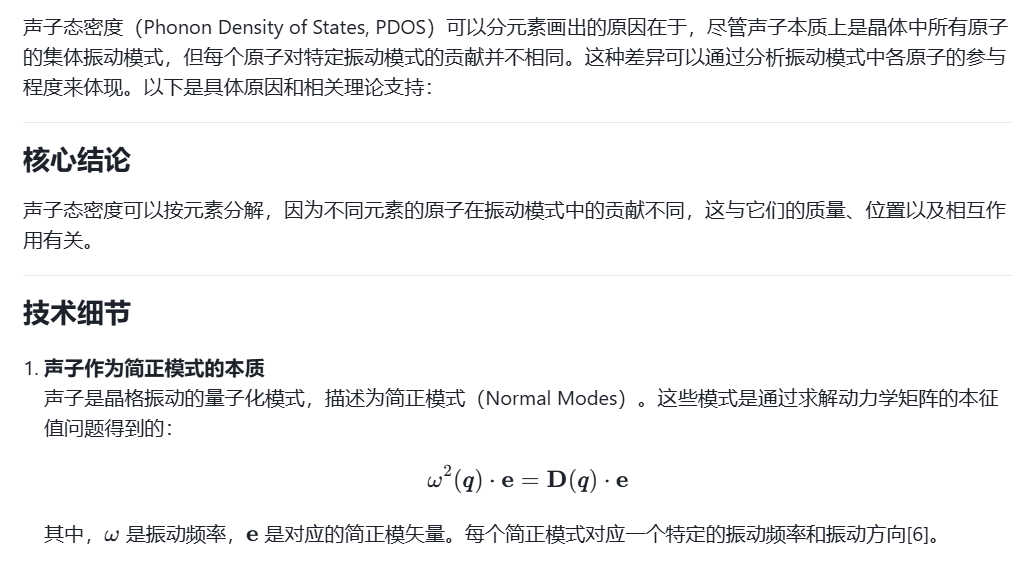 声子态密度（Phonon Density of States, PDOS）可以分元素画出的原因在于，尽管声子本质上是晶体中所有原子
的集体振动模式，但每个原子对特定振动模式的贡献并不相同。这种差异可以通过分析振动模式中各原子的参与
程度来体现。以下是具体原因和相关理论支持：
核心结论
声子态密度可以按元素分解，因为不同元素的原子在振动模式中的贡献不同，这与它们的质量、位置以及相互作
用有关。
技术细节
1. 声子作为简正模式的本质
声子是晶格振动的量子化模式，描述为简正模式（Normal Modes）。这些模式是通过求解动力学矩阵的本征
值问题得到的：
ω²(q) · e = D(q) · e
其中，ω 是振动频率，e 是对应的简正模矢量。每个简正模式对应一个特定的振动频率和振动方向[6]。